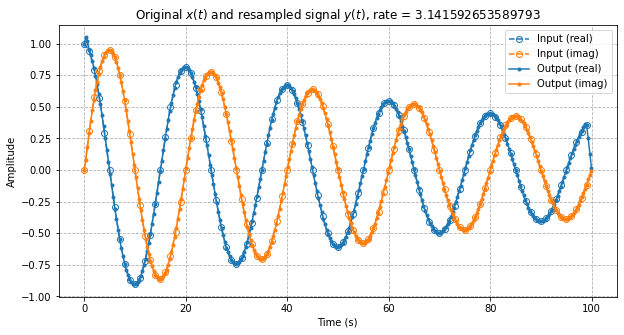 Original x(t) and resampled signal y(t), rate = 3.141592653589793
Input (real)
Input (imag)
Output (real)
Output (imag)
1.00
0.75
0.50
0.25
0.00
−0.25
−0.50
−0.75
−1.00
Amplitude
0 20 40 60 80 100
Time (s)